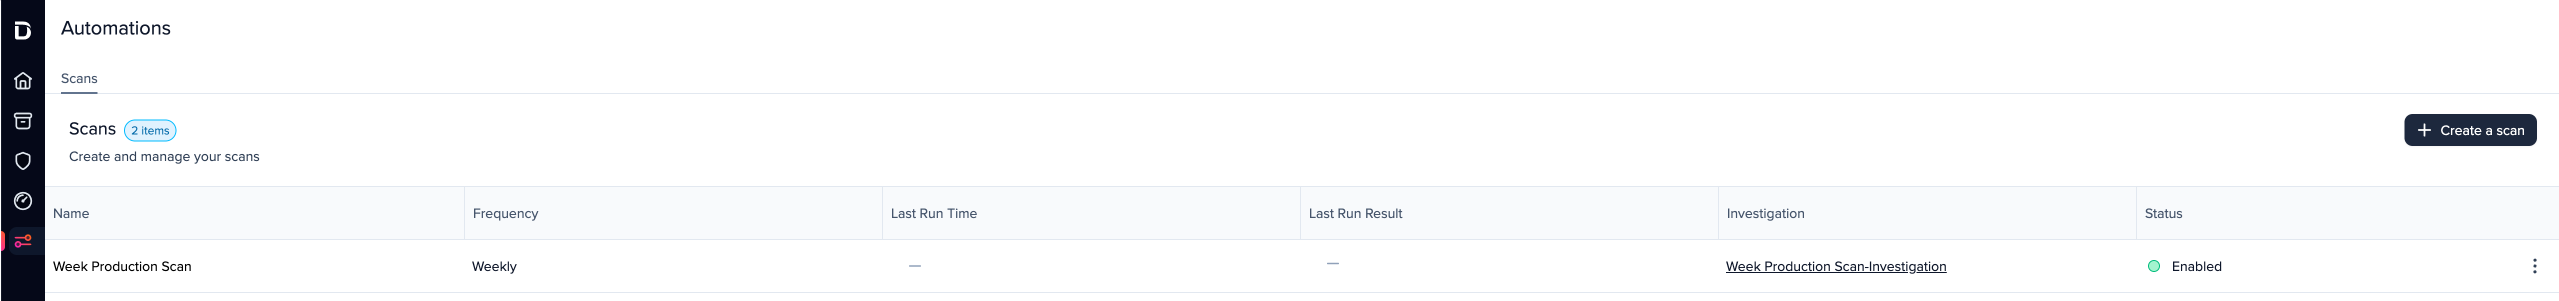 D
Automations
Scans
Scans 2 items
Create and manage your scans
+ Create a scan
Name Frequency Last Run Time Last Run Result Investigation Status
Week Production Scan Weekly — — Week Production Scan-Investigation Enabled